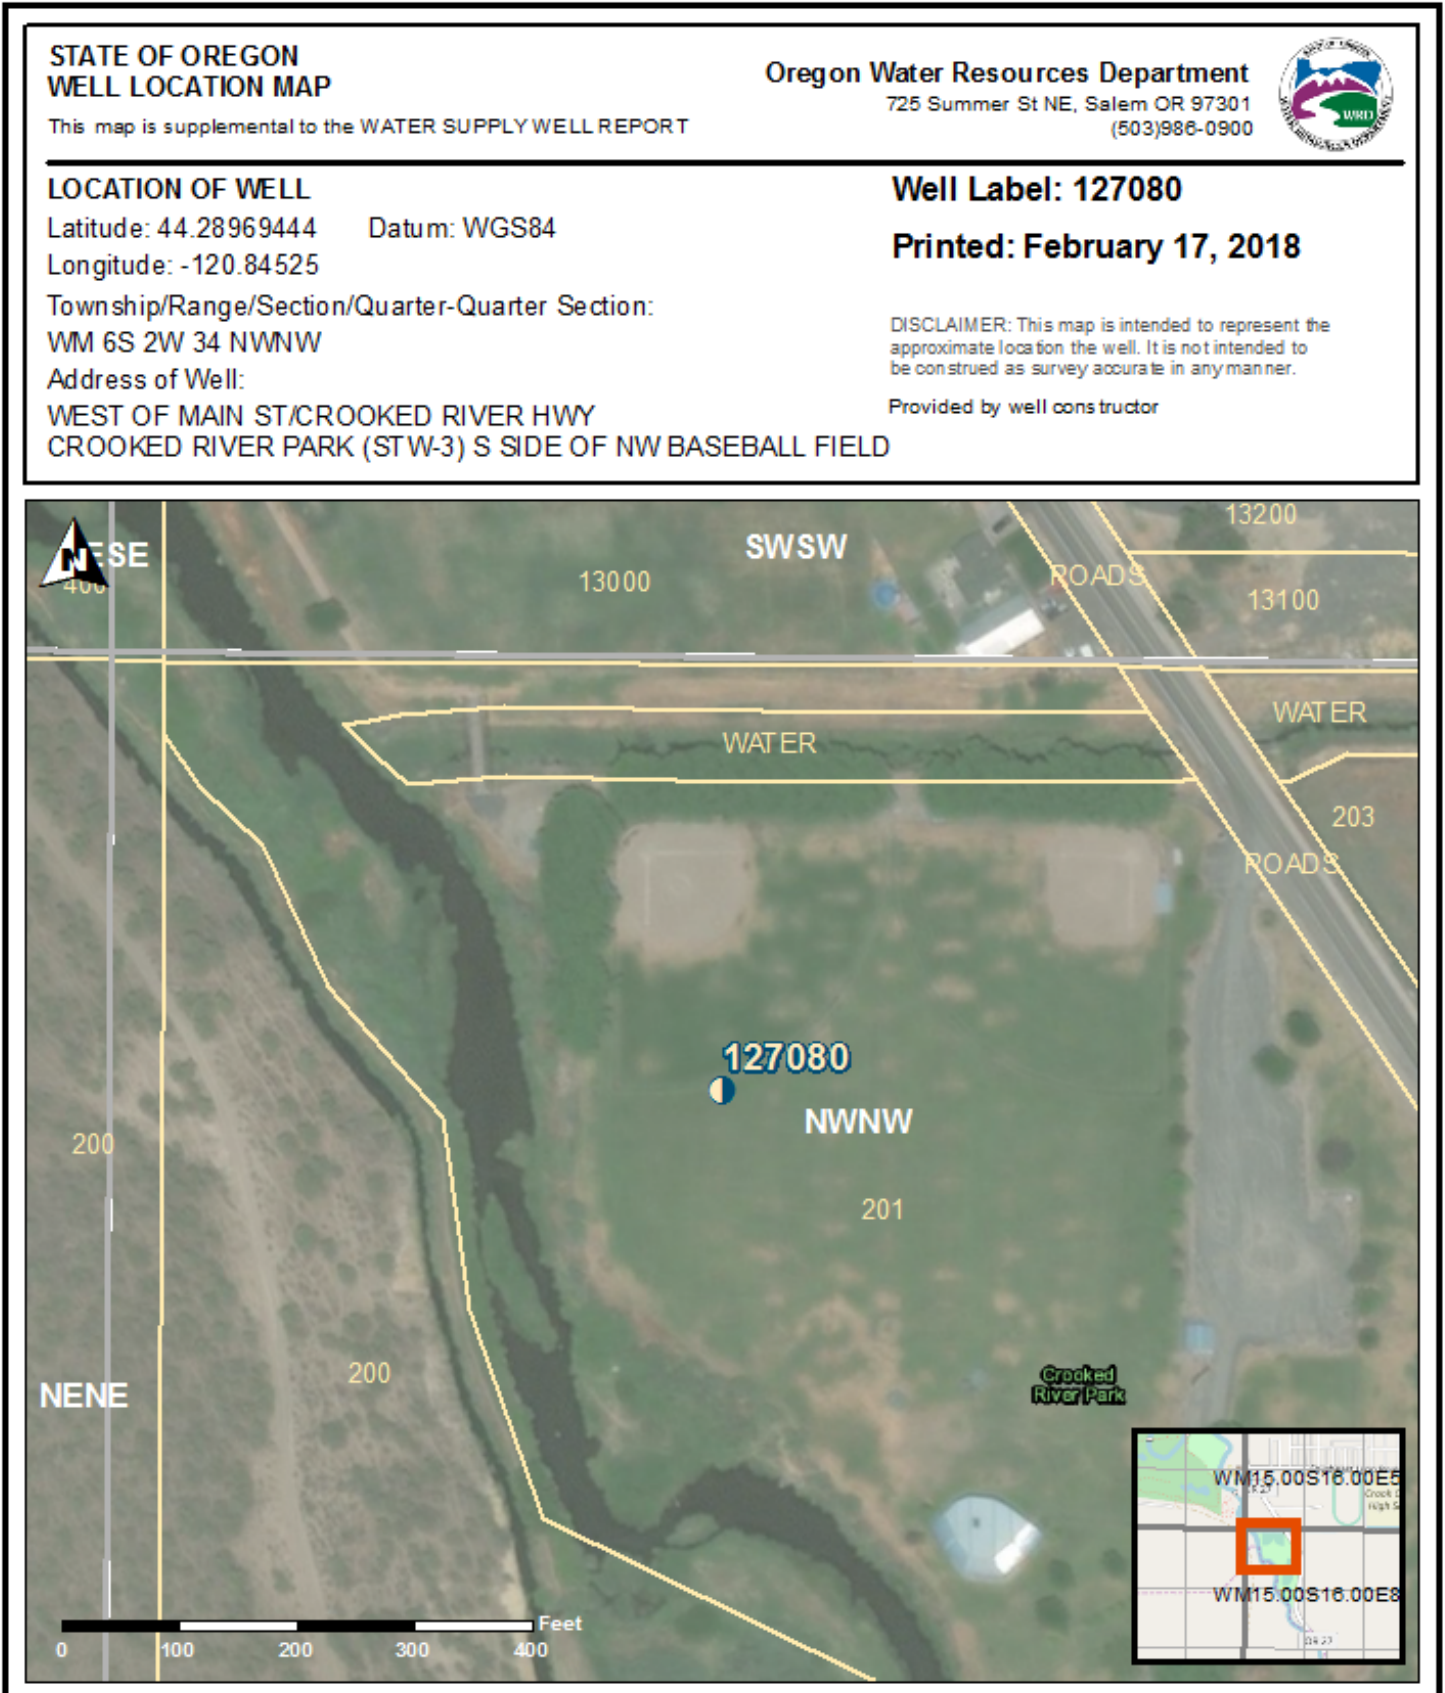 STATE OF OREGON
WELL LOCATION MAP
This map is supplemental to the WATER SUPPLY WELL REPORT
Oregon Water Resources Department
725 Summer St NE, Salem OR 97301
(503)986-0900
WRD
LOCATION OF WELL
Latitude: 44.28969444 Datum: WGS84
Longitude: -120.84525
Township/Range/Section/Quarter-Quarter Section:
WM 6S 2W 34 NWNW
Address of Well:
WEST OF MAIN ST/CROOKED RIVER HWY
CROOKED RIVER PARK (STW-3) S SIDE OF NW BASEBALL FIELD
Well Label: 127080
Printed: February 17, 2018
DISCLAIMER: This map is intended to represent the
approximate location the well. It is not intended to
be construed as survey accurate in any manner.
Provided by well constructor
13200
N
NESE
SWSW
400
13000
ROADS
13100
WATER
WATER
203
ROADS
127080
NWNW
200
201
200
NENE
Crooked
River Park
WM15.00S16.00E5
Crook
High S
WM15.00S16.00E8
OR 27
Feet
0 100 200 300 400